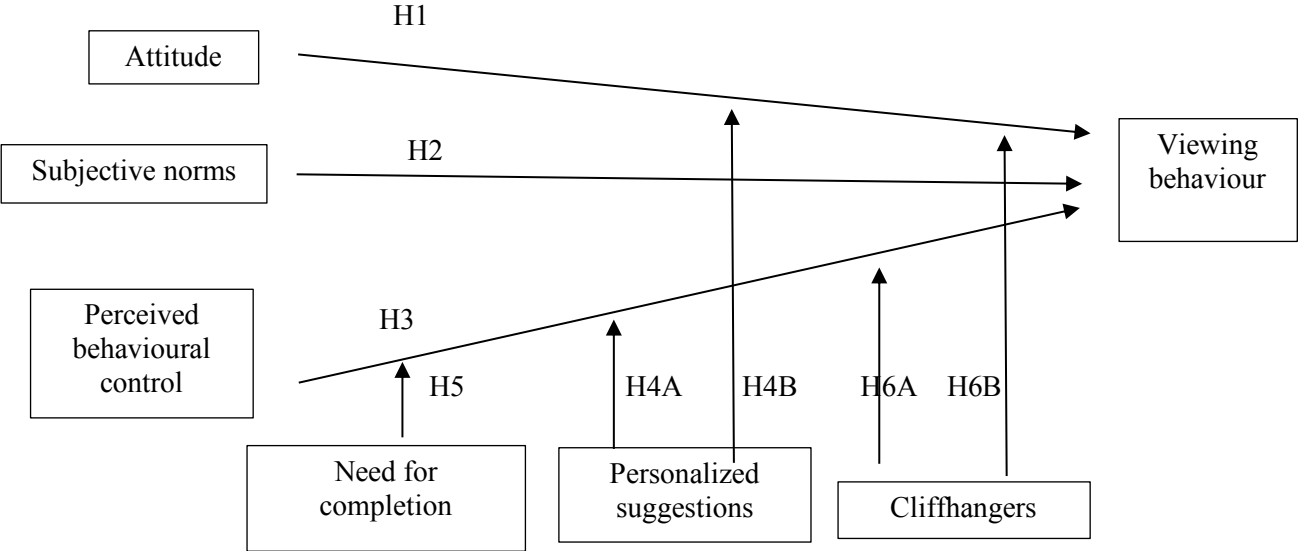 H1
Attitude
Subjective norms
H2
Viewing
behaviour
Perceived
behavioural
control
H3
H5
H4A
H4B
H6A
H6B
Need for
completion
Personalized
suggestions
Cliffhangers